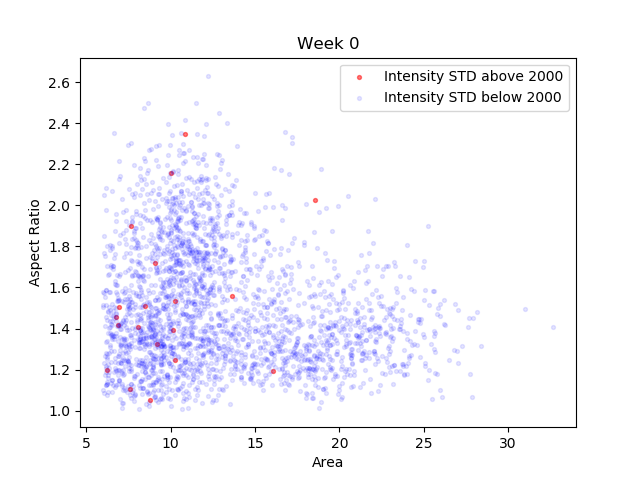 Week 0
Intensity STD above 2000
Intensity STD below 2000
Aspect Ratio
2.6
2.4
2.2
2.0
1.8
1.6
1.4
1.2
1.0
5 10 15 20 25 30
Area